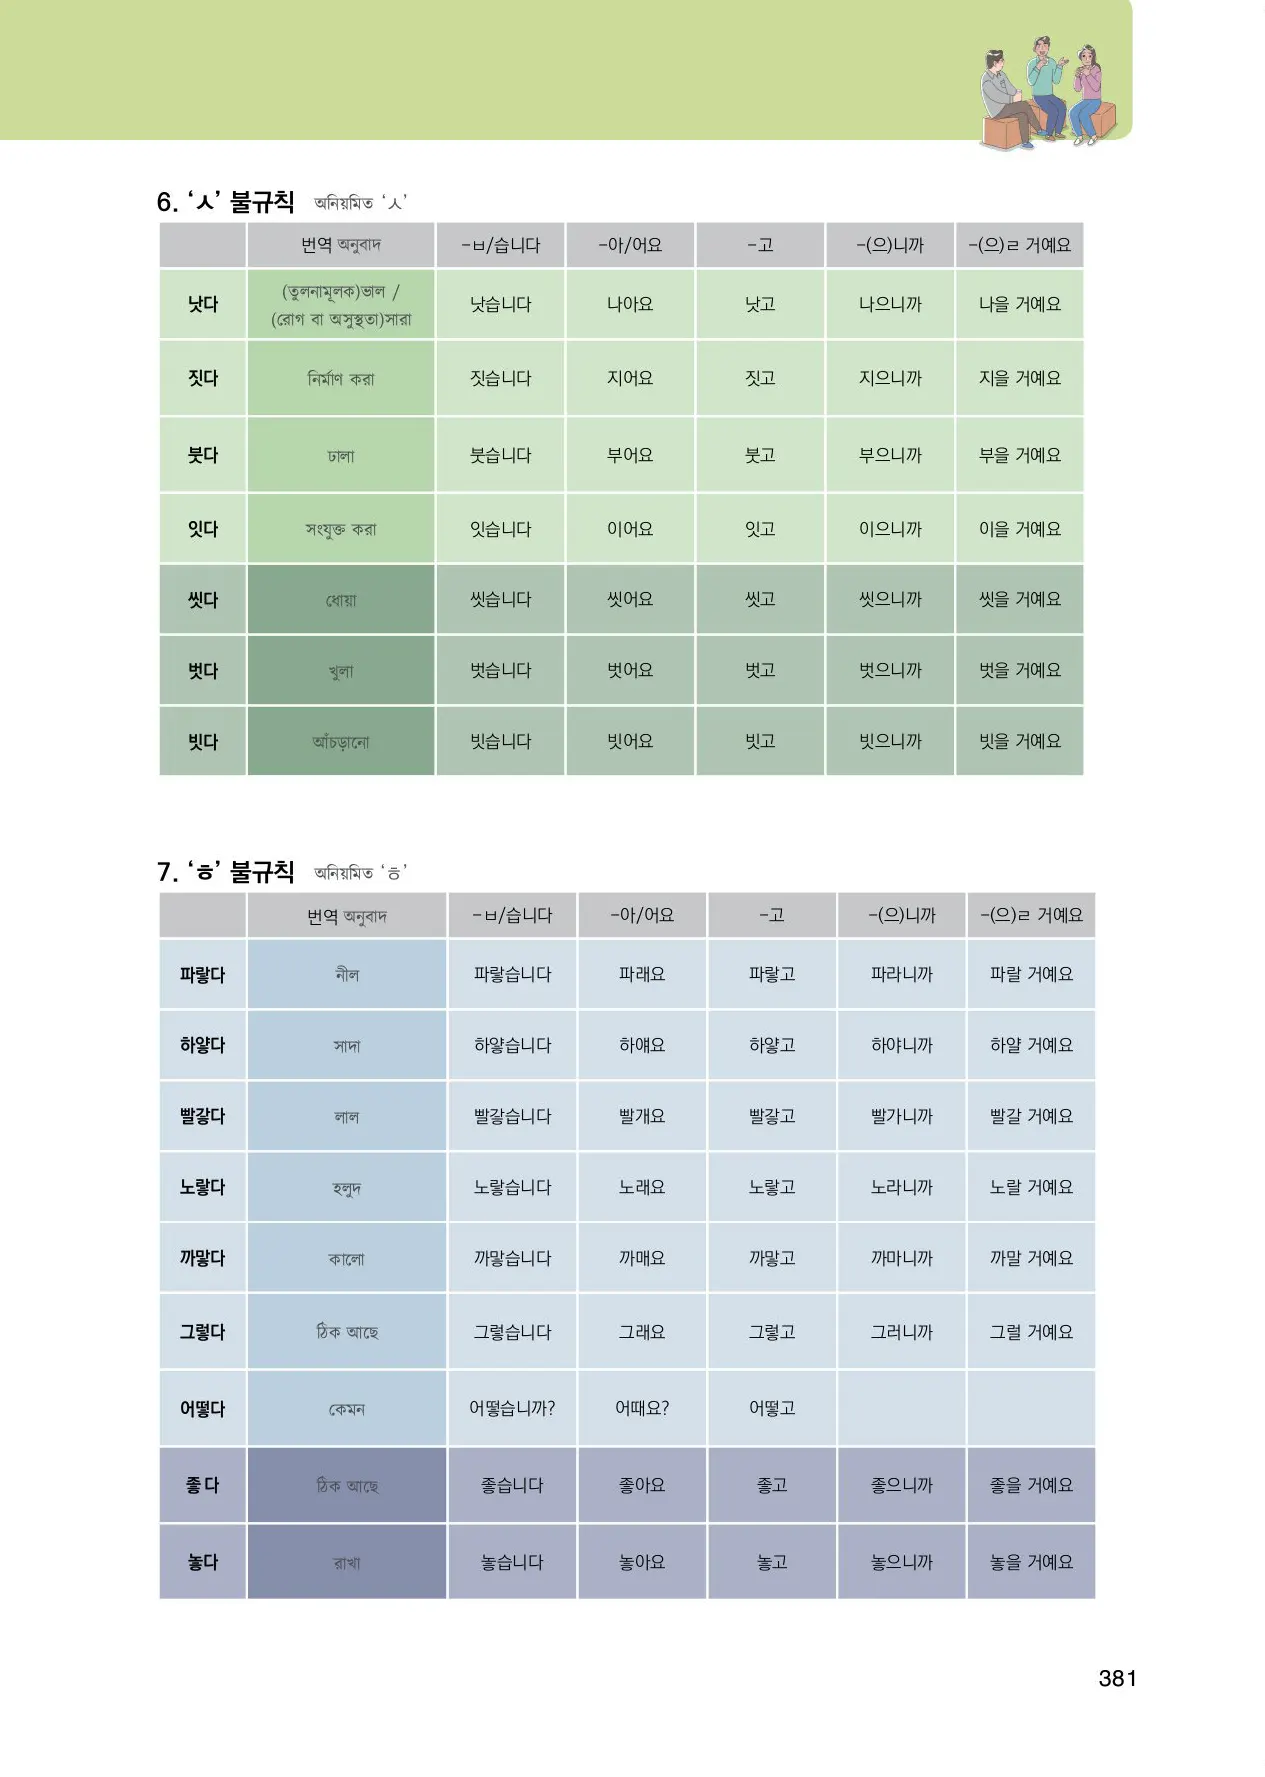 6. ‘ㅅ’ 불규칙 অনিয়মিত ‘ㅅ’
번역 অনুবাদ -ㅂ/습니다 -아/어요 -고 -(으)니까 -(으)ㄹ 거예요
낫다 (তুলনামূলক)ভাল / (রোগ বা অসুস্থতা)সারা 낫습니다 나아요 낫고 나으니까 나을 거예요
짓다 নির্মাণ করা 짓습니다 지어요 짓고 지으니까 지을 거예요
붓다 ঢালা 붓습니다 부어요 붓고 부으니까 부을 거예요
잇다 সংযুক্ত করা 잇습니다 이어요 잇고 이으니까 이을 거예요
씻다 ধোয়া 씻습니다 씻어요 씻고 씻으니까 씻을 거예요
벗다 খুলা 벗습니다 벗어요 벗고 벗으니까 벗을 거예요
빗다 আঁচড়ানো 빗습니다 빗어요 빗고 빗으니까 빗을 거예요
7. ‘ㅎ’ 불규칙 অনিয়মিত ‘ㅎ’
번역 অনুবাদ -ㅂ/습니다 -아/어요 -고 -(으)니까 -(으)ㄹ 거예요
파랗다 নীল 파랗습니다 파래요 파랗고 파라니까 파랄 거예요
하얗다 সাদা 하얗습니다 하얘요 하얗고 하야니까 하얄 거예요
빨갛다 লাল 빨갛습니다 빨개요 빨갛고 빨가니까 빨갈 거예요
노랗다 হলুদ 노랗습니다 노래요 노랗고 노라니까 노랄 거예요
까맣다 কালো 까맣습니다 까매요 까맣고 까마니까 까말 거예요
그렇다 ঠিক আছে 그렇습니다 그래요 그렇고 그러니까 그럴 거예요
어떻다 কেমন 어떻습니까? 어때요? 어떻고
좋다 ঠিক আছে 좋습니다 좋아요 좋고 좋으니까 좋을 거예요
놓다 রাখা 놓습니다 놓아요 놓고 놓으니까 놓을 거예요
381